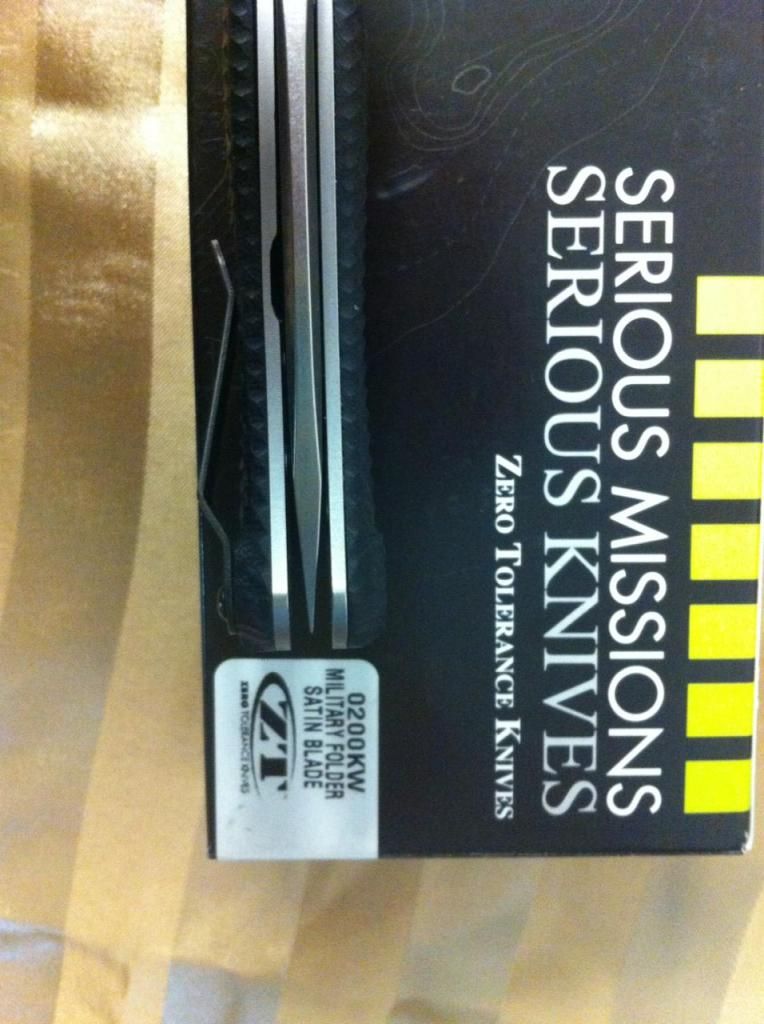 SERIOUS MISSIONS
SERIOUS KNIVES
ZERO TOLERANCE KNIVES
0200KW
MILITARY FOLDER
SATIN BLADE
ZT
ZERO TOLERANCE KNIVES